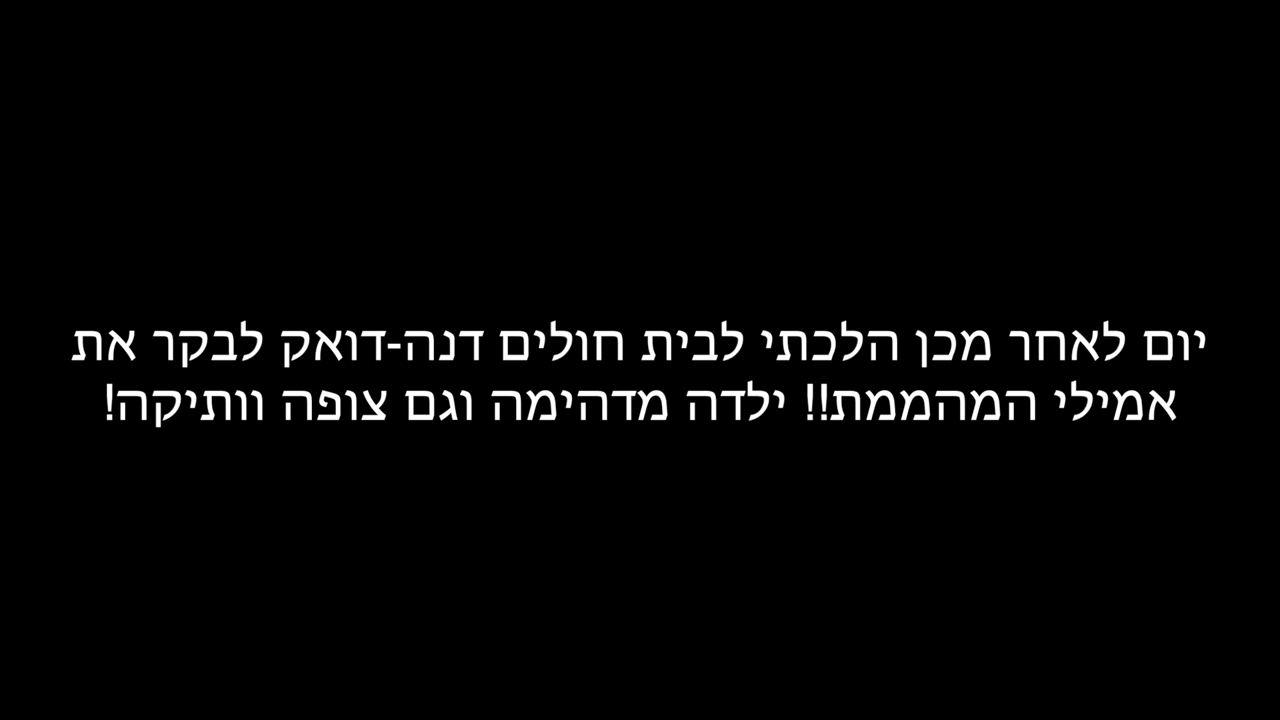 יום לאחר מכן הלכתי לבית חולים דנה-דואק לבקר את
אמילי המהממת!! ילדה מדהימה וגם צופה וותיקה!